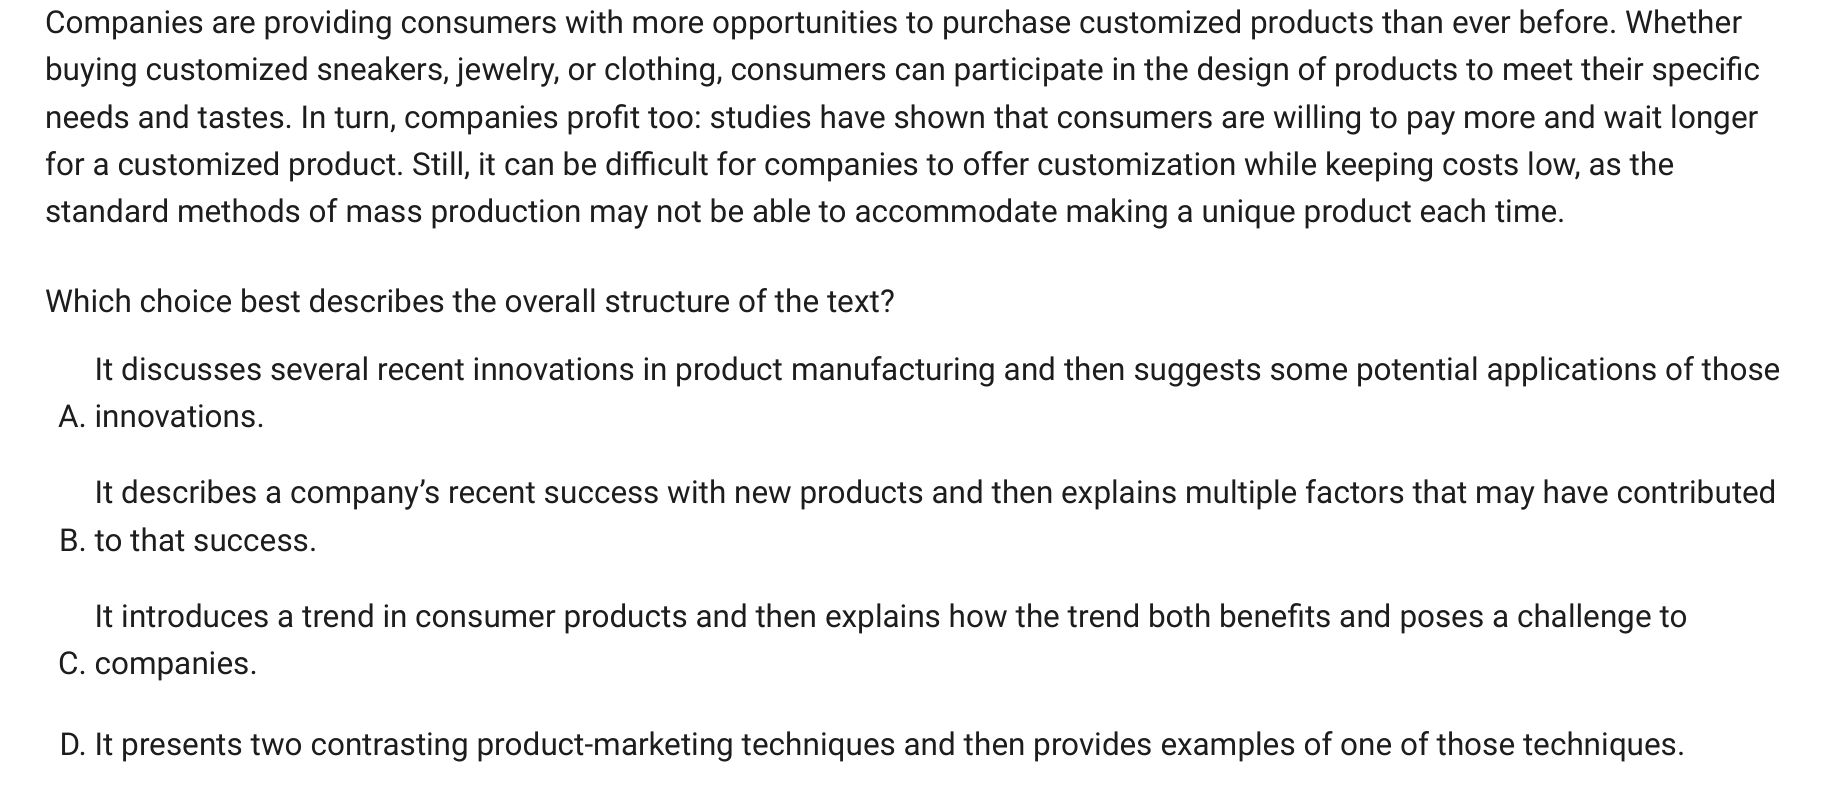 Companies are providing consumers with more opportunities to purchase customized products than ever before. Whether
buying customized sneakers, jewelry, or clothing, consumers can participate in the design of products to meet their specific
needs and tastes. In turn, companies profit too: studies have shown that consumers are willing to pay more and wait longer
for a customized product. Still, it can be difficult for companies to offer customization while keeping costs low, as the
standard methods of mass production may not be able to accommodate making a unique product each time.
Which choice best describes the overall structure of the text?
It discusses several recent innovations in product manufacturing and then suggests some potential applications of those
A. innovations.
It describes a company’s recent success with new products and then explains multiple factors that may have contributed
B. to that success.
It introduces a trend in consumer products and then explains how the trend both benefits and poses a challenge to
C. companies.
D. It presents two contrasting product-marketing techniques and then provides examples of one of those techniques.